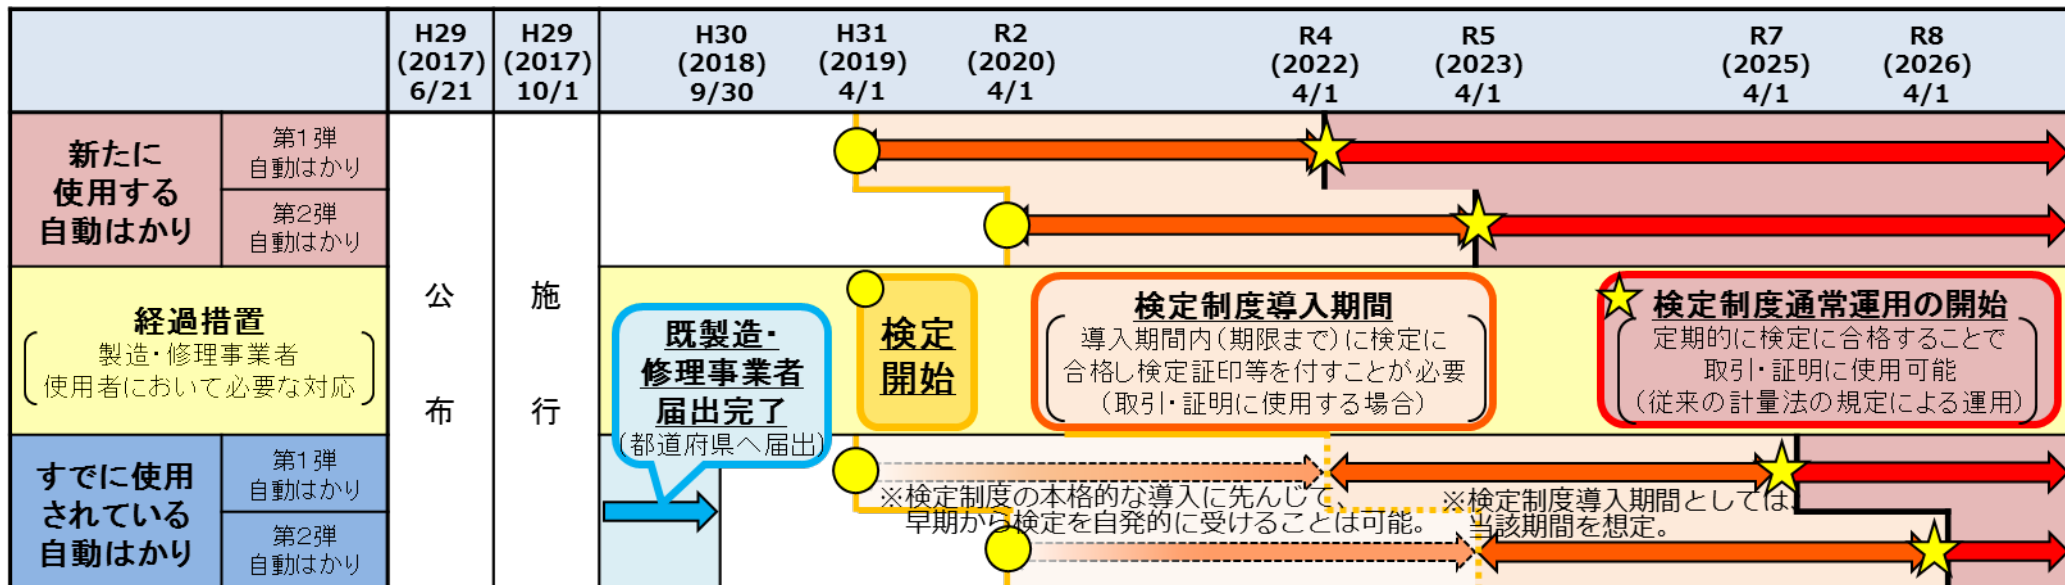 H29
(2017)
6/21
H29
(2017)
10/1
H30
(2018)
9/30
H31
(2019)
4/1
R2
(2020)
4/1
R4
(2022)
4/1
R5
(2023)
4/1
R7
(2025)
4/1
R8
(2026)
4/1
新たに
使用する
自動はかり
第1弾
自動はかり
第2弾
自動はかり
公
布
施
行
経過措置
製造・修理事業者
使用者において必要な対応
既製造・
修理事業者
届出完了
(都道府県へ届出)
検定
開始
検定制度導入期間
導入期間内(期限まで)に検定に
合格し検定証印等を付すことが必要
(取引・証明に使用する場合)
検定制度通常運用の開始
定期的に検定に合格することで
取引・証明に使用可能
(従来の計量法の規定による運用)
すでに使用
されている
自動はかり
第1弾
自動はかり
第2弾
自動はかり
※検定制度の本格的な導入に先んじて、
早期から検定を自発的に受けることは可能。
※検定制度導入期間としては、
当該期間を想定。